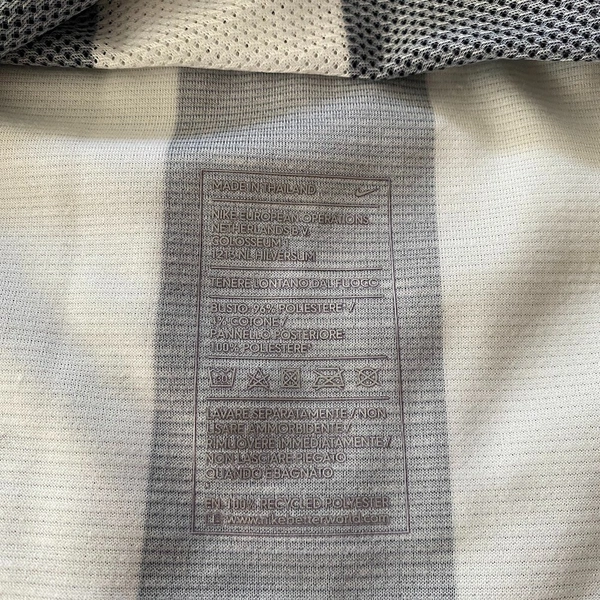 MADE IN THAILAND
NIKE EUROPEAN OPERATIONS
NETHERLANDS B.V.
COLOSSEUM 1
1213 NL HILVERSUM
TENERE LONTANO DAL FUOCO
BUSTO: 96% POLIESTERE*/
4% COTONE/
PANNELLO POSTERIORE:
100% POLIESTERE*
LAVARE SEPARATAMENTE/NON
USARE AMMORBIDENTE/
RIMUOVERE IMMEDIATAMENTE/
NON LASCIARE PIEGATO
QUANDO È BAGNATO
EN: 100% RECYCLED POLYESTER
www.nikebetterworld.com